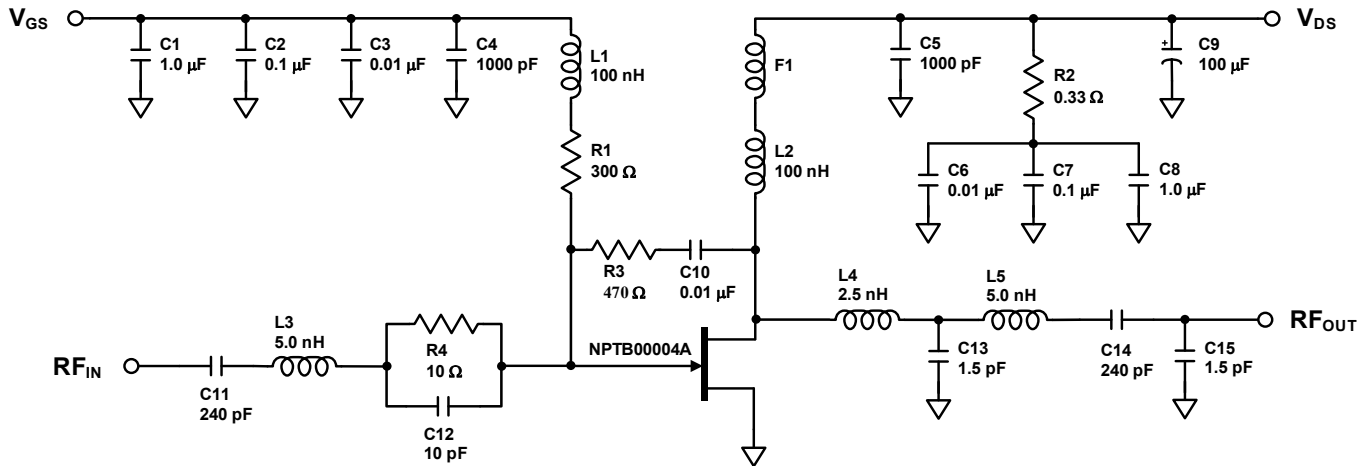 V_GS
C1
1.0 µF
C2
0.1 µF
C3
0.01 µF
C4
1000 pF
L1
100 nH
F1
C5
1000 pF
R2
0.33 Ω
C9
+
100 µF
V_DS
R1
300 Ω
L2
100 nH
C6
0.01 µF
C7
0.1 µF
C8
1.0 µF
R3
470 Ω
C10
0.01 µF
L4
2.5 nH
L5
5.0 nH
L3
5.0 nH
RF_IN
C11
240 pF
R4
10 Ω
C12
10 pF
NPTB00004A
C13
1.5 pF
C14
240 pF
C15
1.5 pF
RF_OUT